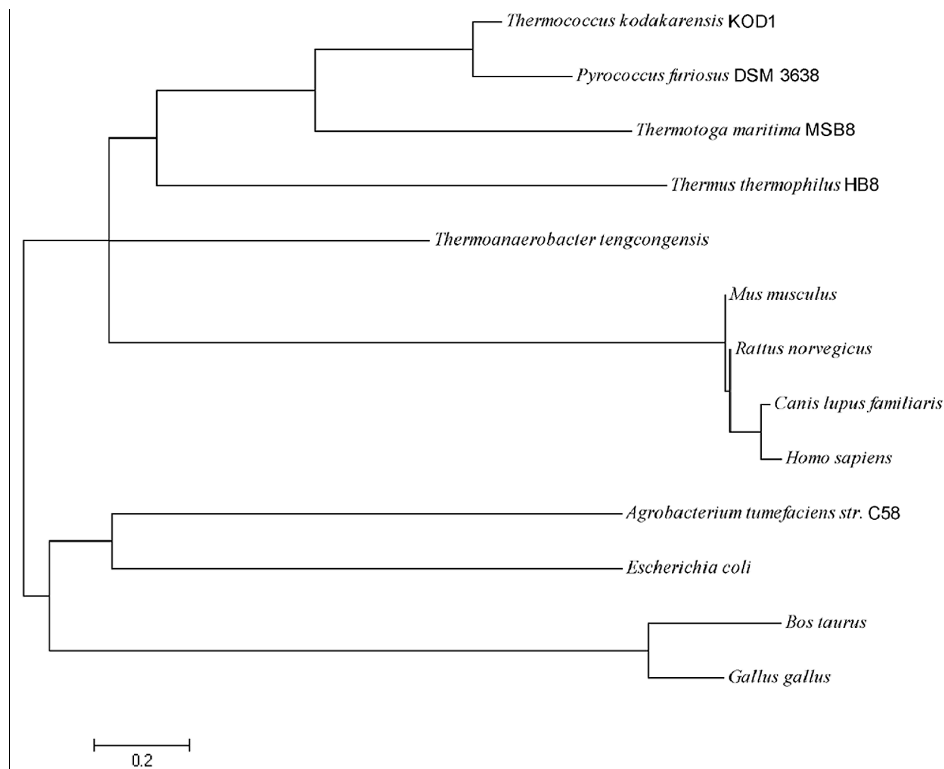 Thermococcus kodakarensis KOD1
Pyrococcus furiosus DSM 3638
Thermotoga maritima MSB8
Thermus thermophilus HB8
Thermoanaerobacter tengcongensis
Mus musculus
Rattus norvegicus
Canis lupus familiaris
Homo sapiens
Agrobacterium tumefaciens str. C58
Escherichia coli
Bos taurus
Gallus gallus
0.2